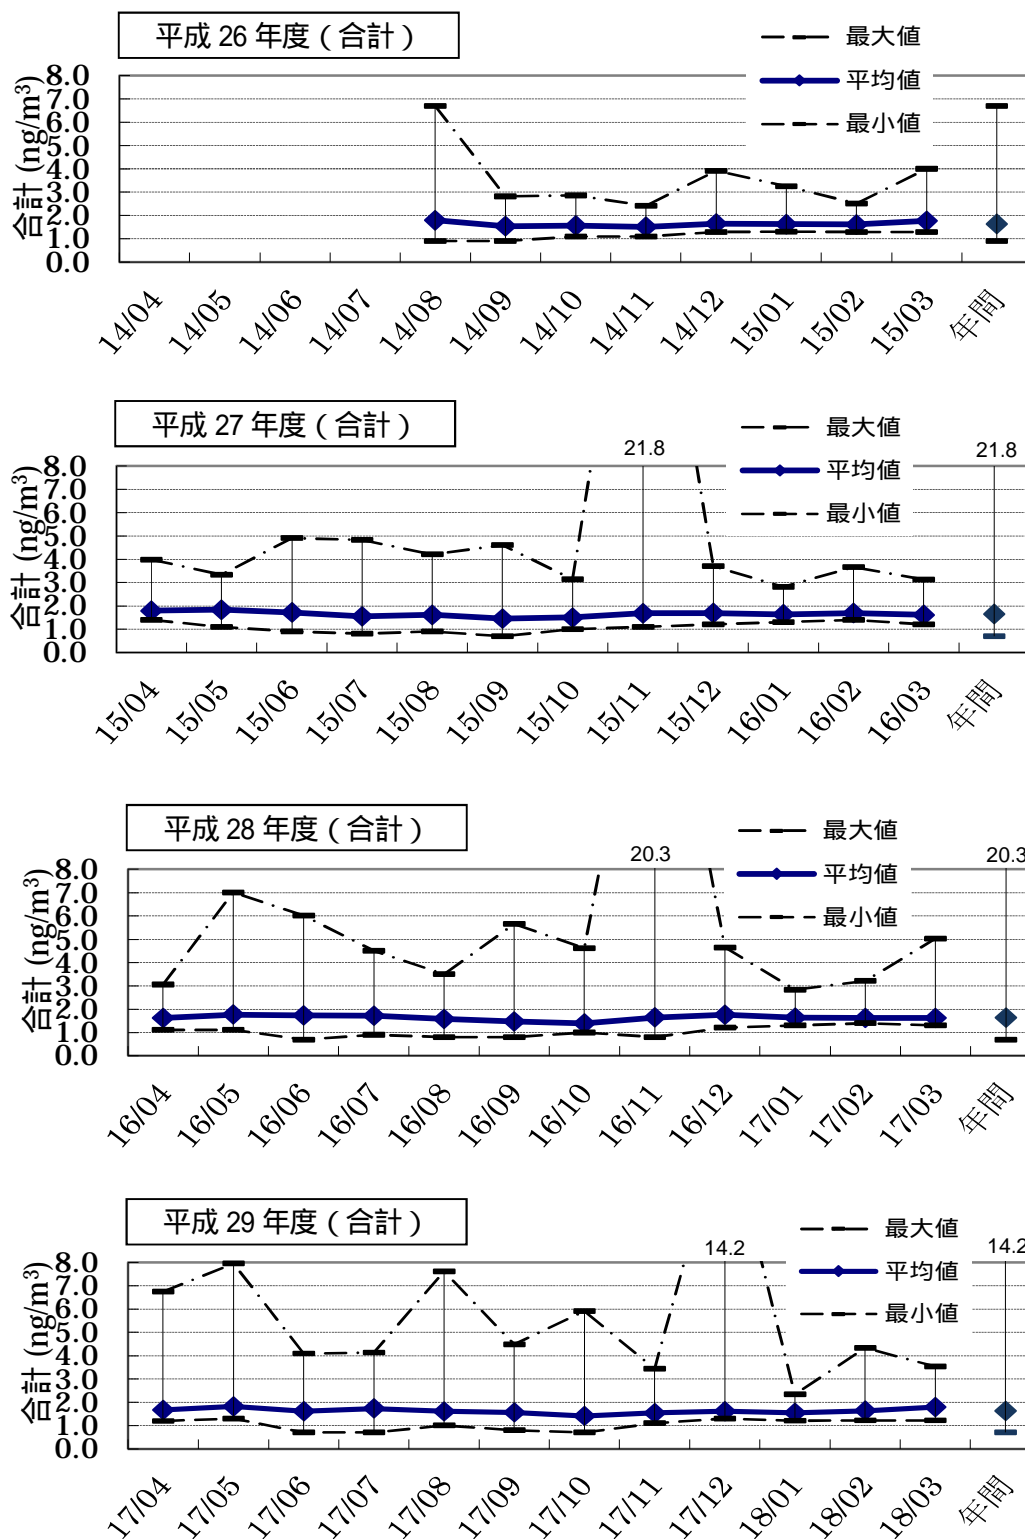 平成 26 年度（合計）
最大値
平均値
最小値
合計 (ng/m³)
8.0
7.0
6.0
5.0
4.0
3.0
2.0
1.0
0.0
14/04 14/05 14/06 14/07 14/08 14/09 14/10 14/11 14/12 15/01 15/02 15/03 年間
平成 27 年度（合計）
最大値
平均値
最小値
21.8 21.8
合計 (ng/m³)
8.0
7.0
6.0
5.0
4.0
3.0
2.0
1.0
0.0
15/04 15/05 15/06 15/07 15/08 15/09 15/10 15/11 15/12 16/01 16/02 16/03 年間
平成 28 年度（合計）
最大値
平均値
最小値
20.3 20.3
合計 (ng/m³)
8.0
7.0
6.0
5.0
4.0
3.0
2.0
1.0
0.0
16/04 16/05 16/06 16/07 16/08 16/09 16/10 16/11 16/12 17/01 17/02 17/03 年間
平成 29 年度（合計）
最大値
平均値
最小値
14.2 14.2
合計 (ng/m³)
8.0
7.0
6.0
5.0
4.0
3.0
2.0
1.0
0.0
17/04 17/05 17/06 17/07 17/08 17/09 17/10 17/11 17/12 18/01 18/02 18/03 年間